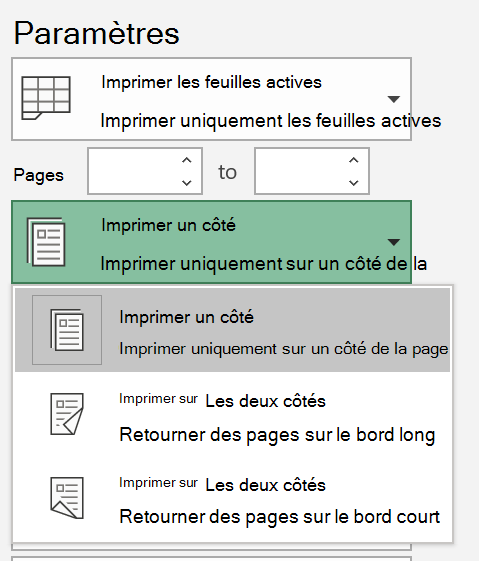 Paramètres
Imprimer les feuilles actives
Imprimer uniquement les feuilles actives
Pages to
Imprimer un côté
Imprimer uniquement sur un côté de la
Imprimer un côté
Imprimer uniquement sur un côté de la page
Imprimer sur Les deux côtés
Retourner des pages sur le bord long
Imprimer sur Les deux côtés
Retourner des pages sur le bord court